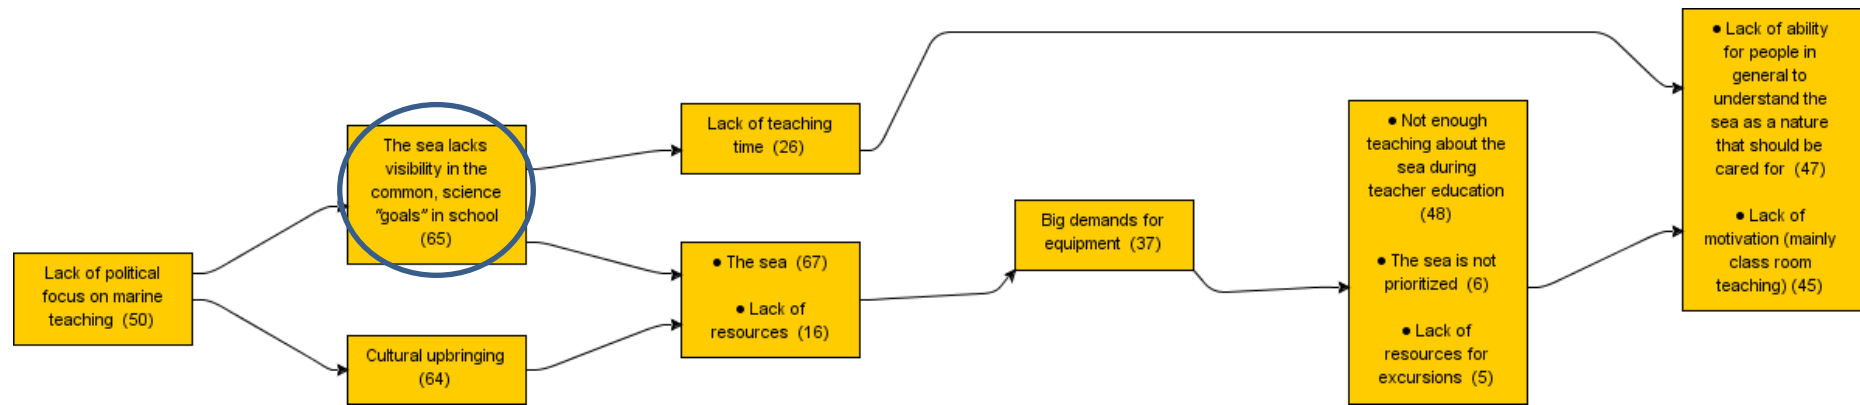 Lack of political
focus on marine
teaching (50)
The sea lacks
visibility in the
common, science
"goals" in school
(65)
Cultural upbringing
(64)
Lack of teaching
time (26)
● The sea (67)
● Lack of
resources (16)
Big demands for
equipment (37)
● Not enough
teaching about the
sea during
teacher education
(48)
● The sea is not
prioritized (6)
● Lack of
resources for
excursions (5)
● Lack of ability
for people in
general to
understand the
sea as a nature
that should be
cared for (47)
● Lack of
motivation (mainly
class room
teaching) (45)